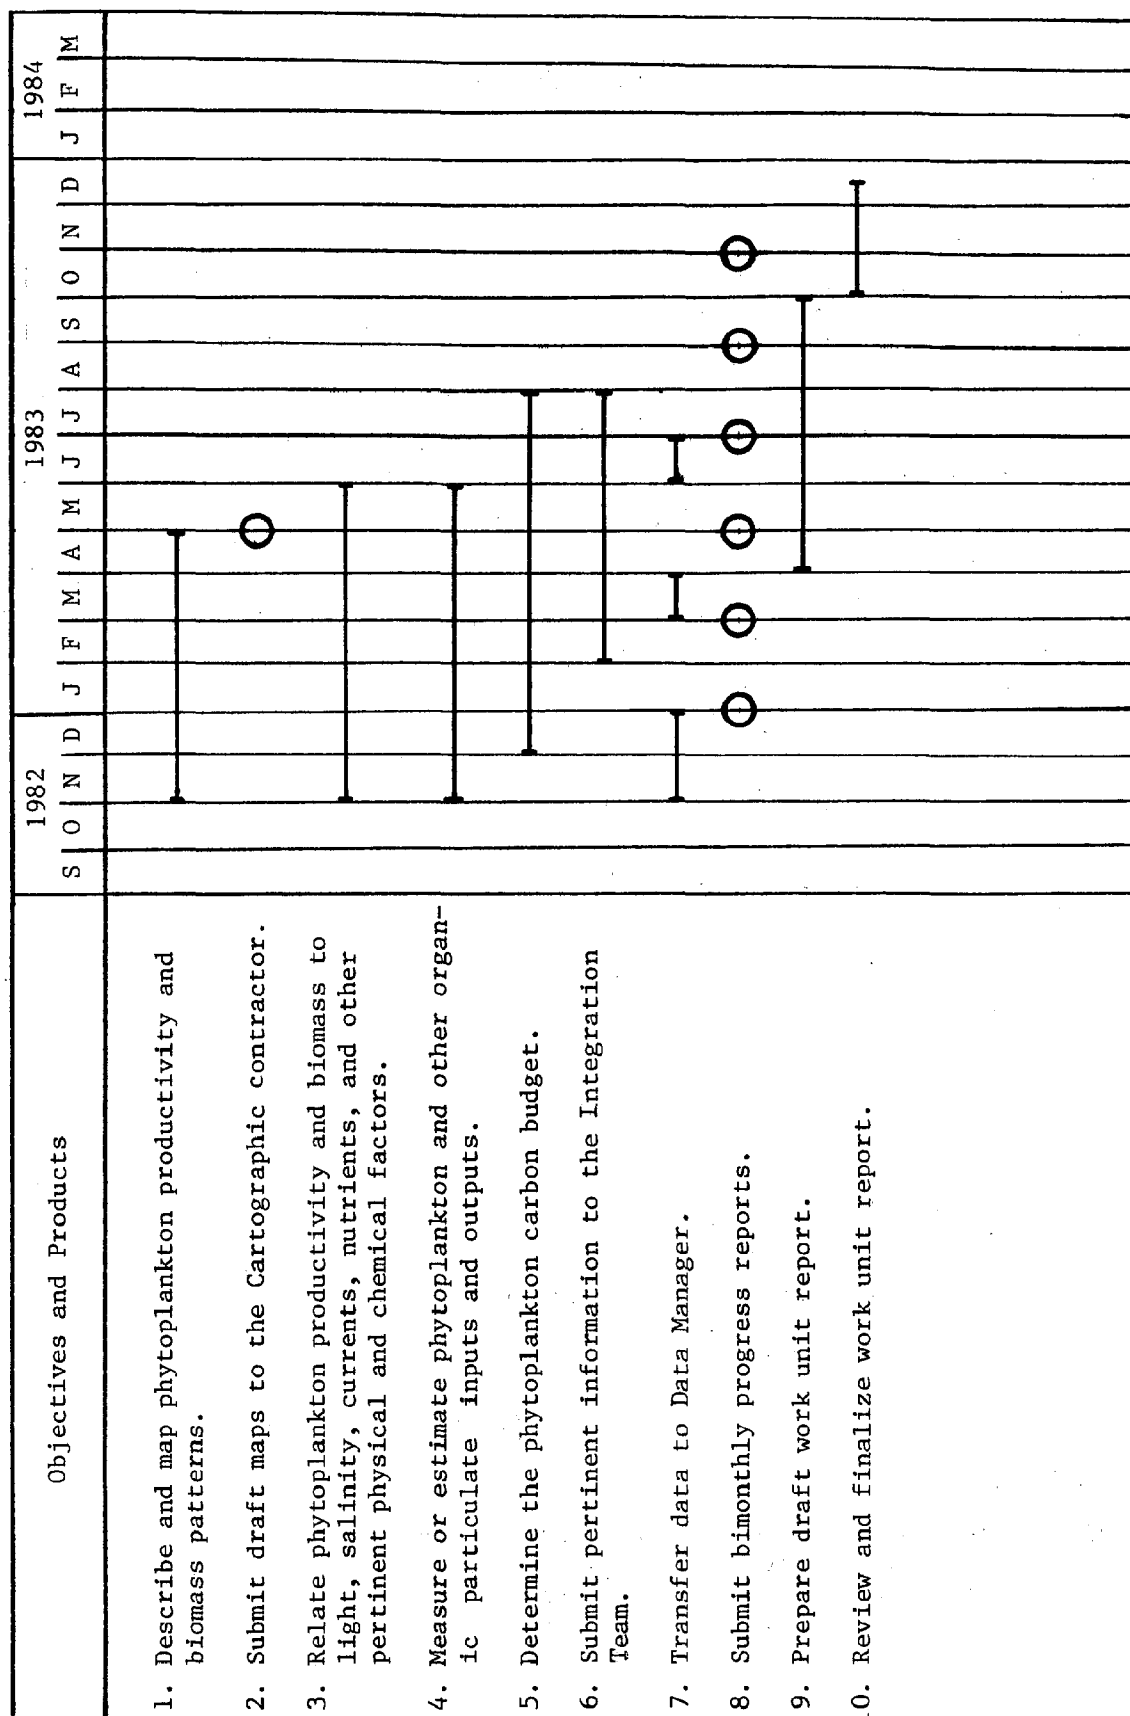 Objectives and Products
1982
1983
1984
S O N D J F M A M J J A S O N D J F M
1. Describe and map phytoplankton productivity and
biomass patterns.
2. Submit draft maps to the Cartographic contractor.
3. Relate phytoplankton productivity and biomass to
light, salinity, currents, nutrients, and other
pertinent physical and chemical factors.
4. Measure or estimate phytoplankton and other organ-
ic particulate inputs and outputs.
5. Determine the phytoplankton carbon budget.
6. Submit pertinent information to the Integration
Team.
7. Transfer data to Data Manager.
8. Submit bimonthly progress reports.
9. Prepare draft work unit report.
10. Review and finalize work unit report.